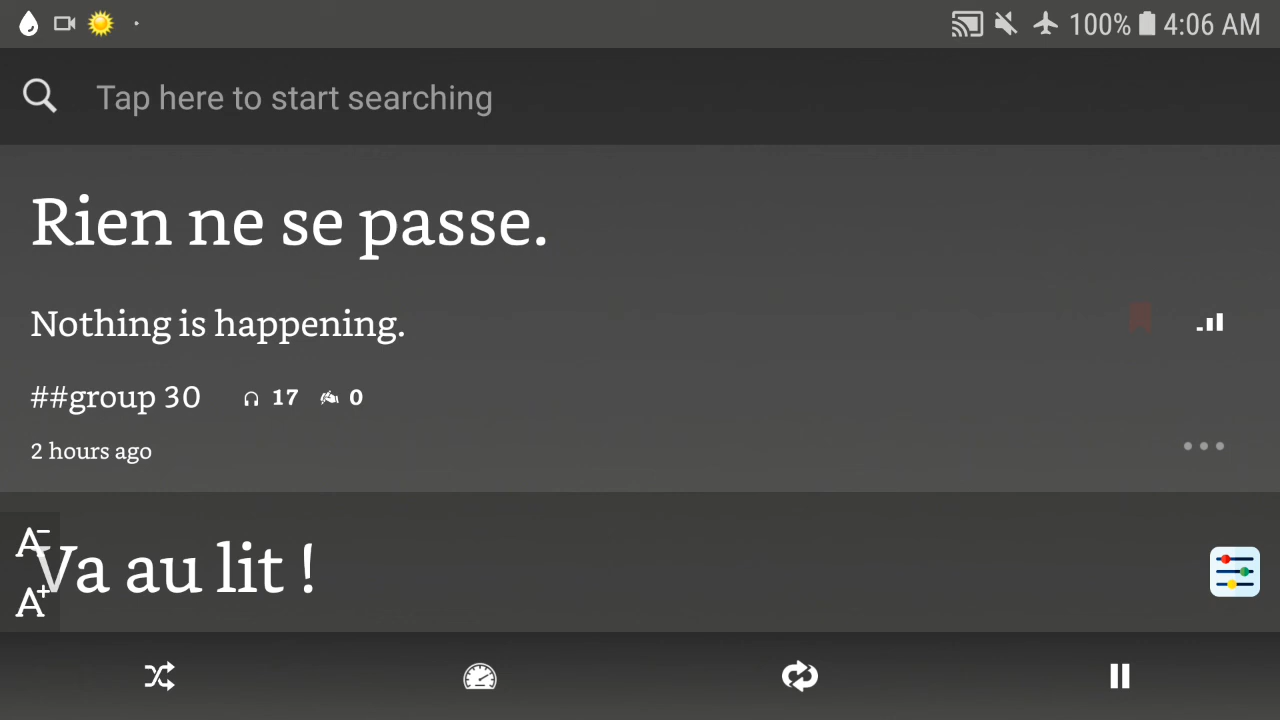 100% 4:06 AM
Tap here to start searching
Rien ne se passe.
Nothing is happening.
##group 30 17 0
2 hours ago
A-
Va au lit !
A+